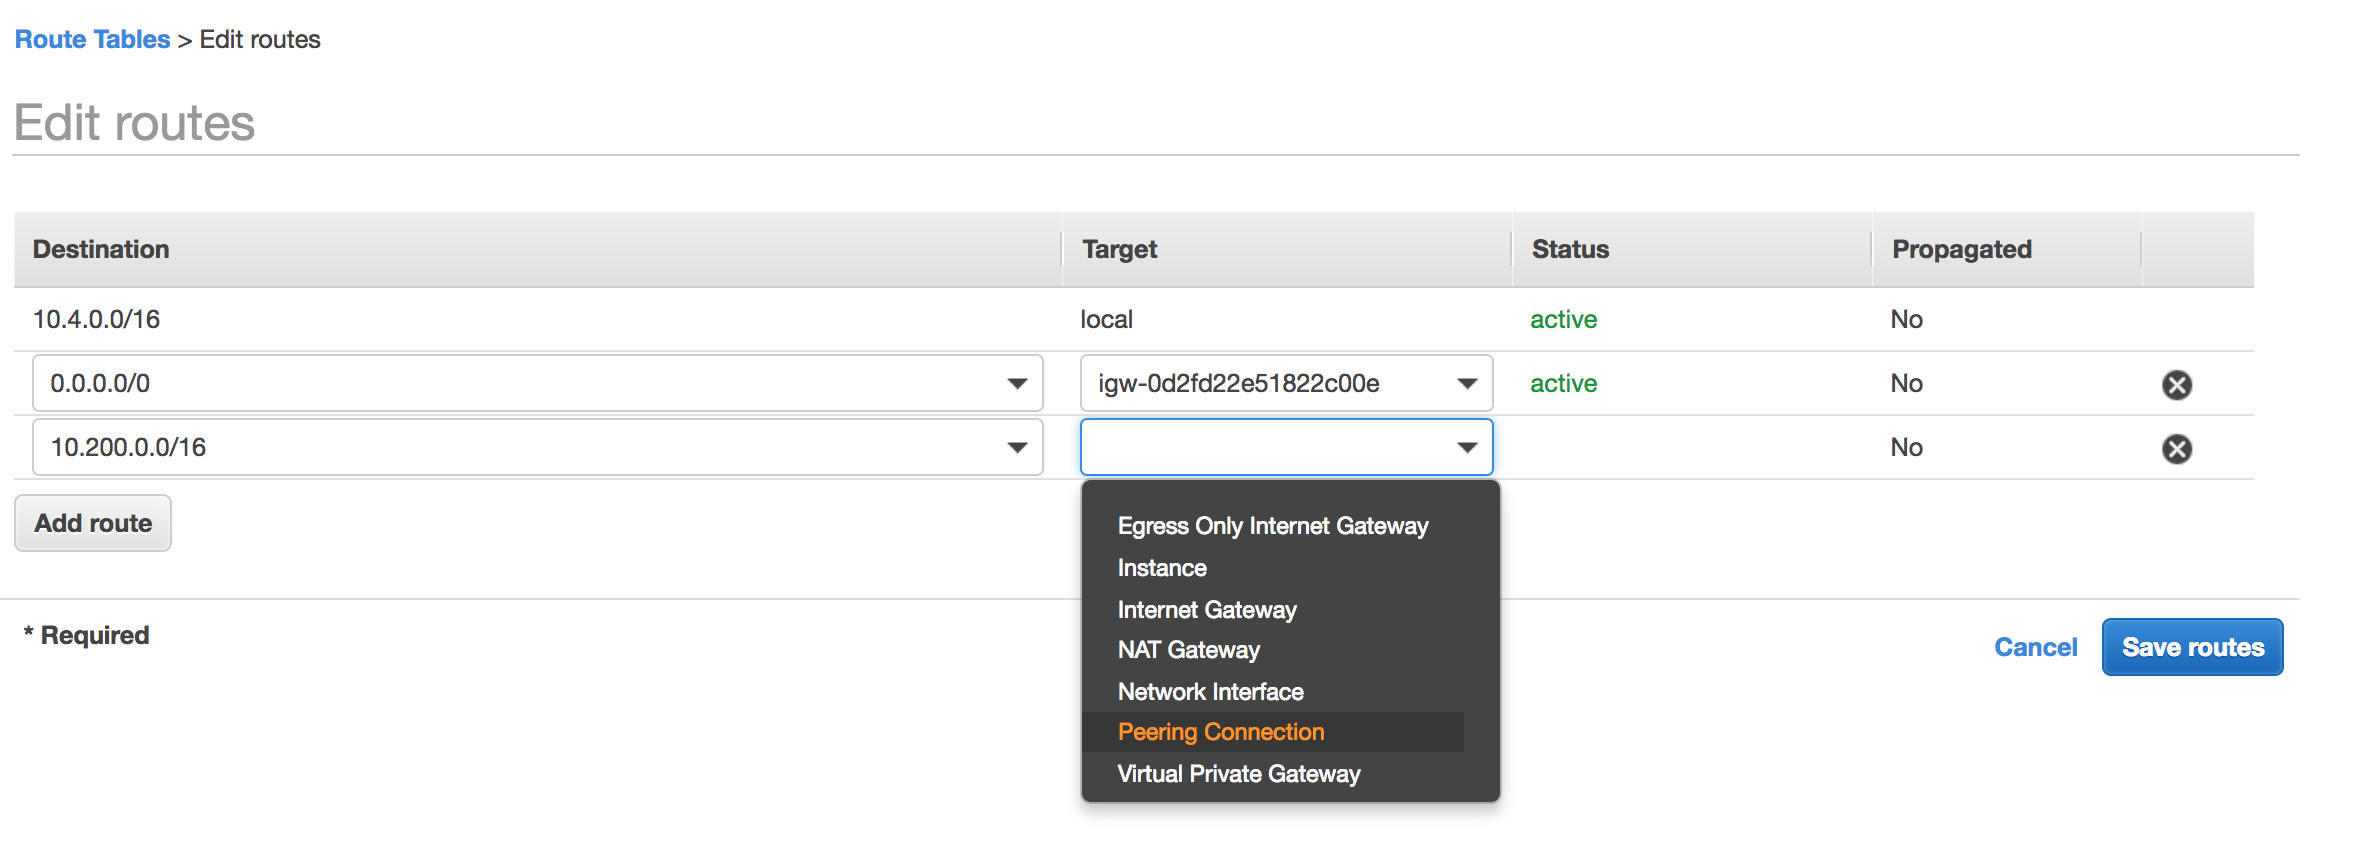 Route Tables > Edit routes
Edit routes
Destination Target Status Propagated
10.4.0.0/16 local active No
0.0.0.0/0 igw-0d2fd22e51822c00e active No
10.200.0.0/16 No
Add route
Egress Only Internet Gateway
Instance
Internet Gateway
NAT Gateway
Network Interface
Peering Connection
Virtual Private Gateway
* Required
Cancel Save routes